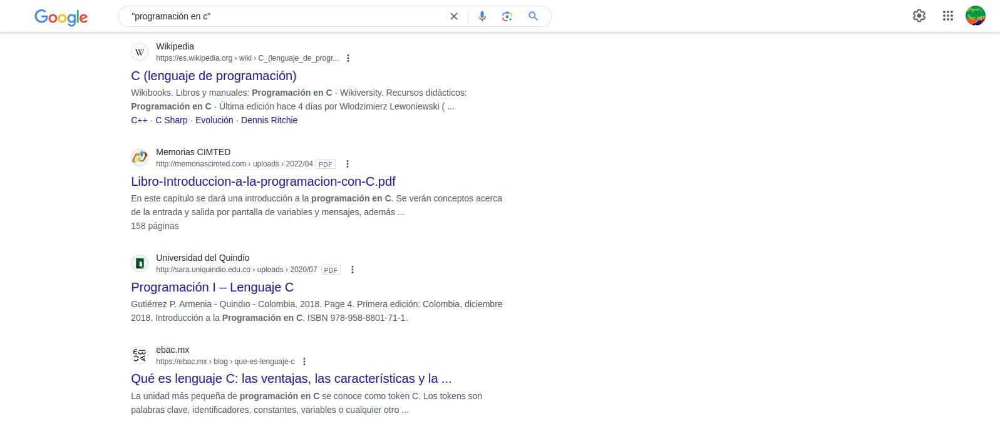 Google
"programación en c"
W
Wikipedia
https://es.wikipedia.org › wiki › C_(lenguaje_de_progr...
C (lenguaje de programación)
Wikibooks. Libros y manuales: Programación en C · Wikiversity. Recursos didácticos:
Programación en C · Última edición hace 4 días por Włodzimierz Lewoniewski ( ...
C++ · C Sharp · Evolución · Dennis Ritchie
Memorias CIMTED
http://memoriascimted.com › uploads › 2022/04 PDF
Libro-Introduccion-a-la-programacion-con-C.pdf
En este capítulo se dará una introducción a la programación en C. Se verán conceptos acerca
de la entrada y salida por pantalla de variables y mensajes, además ...
158 páginas
Universidad del Quindío
http://sara.uniquindio.edu.co › uploads › 2020/07 PDF
Programación I – Lenguaje C
Gutiérrez P. Armenia - Quindıo - Colombia. 2018. Page 4. Primera edición: Colombia, diciembre
2018. Introducción a la Programación en C. ISBN 978-958-8801-71-1.
ebac.mx
https://ebac.mx › blog › que-es-lenguaje-c
Qué es lenguaje C: las ventajas, las características y la ...
La unidad más pequeña de programación en C se conoce como token C. Los tokens son
palabras clave, identificadores, constantes, variables o cualquier otro ...